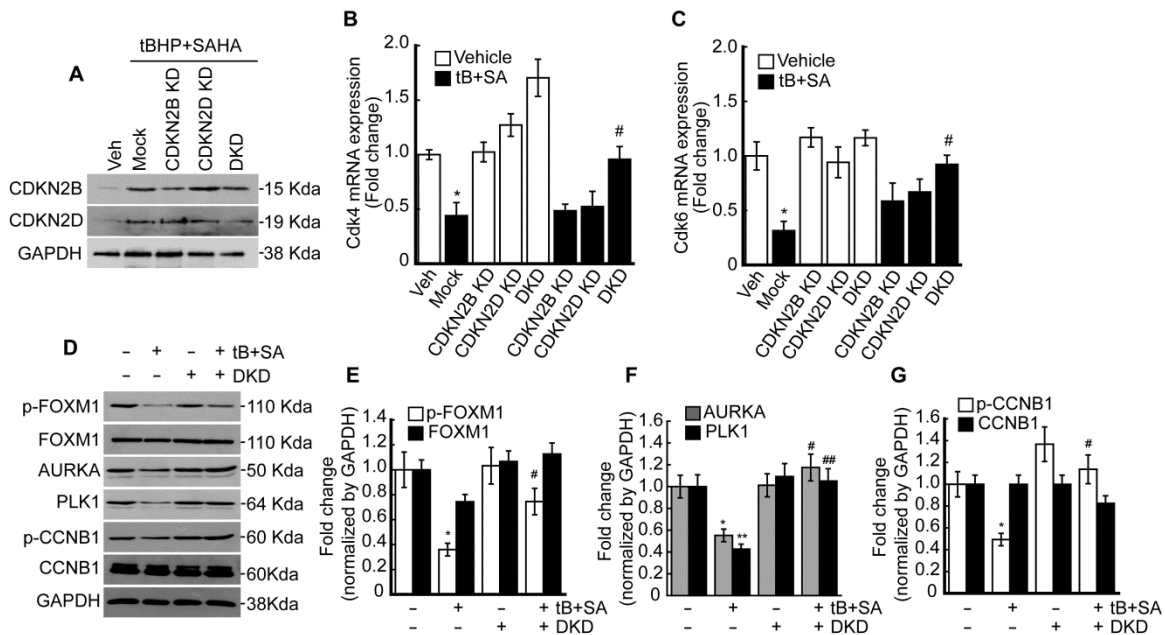 A
tBHP+SAHA
Veh
Mock
CDKN2B KD
CDKN2D KD
DKD
CDKN2B
-15 Kda
CDKN2D
-19 Kda
GAPDH
-38 Kda
B
Cdk4 mRNA expression
(Fold change)
2.0
1.5
1.0
0.5
0
Vehicle
tB+SA
*
#
Veh
Mock
CDKN2B KD
CDKN2D KD
DKD
CDKN2B KD
CDKN2D KD
DKD
C
Cdk6 mRNA expression
(Fold change)
2.0
1.5
1.0
0.5
0
Vehicle
tB+SA
*
#
Veh
Mock
CDKN2B KD
CDKN2D KD
DKD
CDKN2B KD
CDKN2D KD
DKD
D
– + – + tB+SA
– – + + DKD
p-FOXM1
-110 Kda
FOXM1
-110 Kda
AURKA
-50 Kda
PLK1
-64 Kda
p-CCNB1
-60 Kda
CCNB1
-60Kda
GAPDH
-38Kda
E
Fold change
(normalized by GAPDH)
1.4
1.2
1.0
0.8
0.6
0.4
0.2
0
p-FOXM1
FOXM1
*
#
– + – + tB+SA
– – + + DKD
F
Fold change
(normalized by GAPDH)
1.8
1.6
1.4
1.2
1.0
0.8
0.6
0.4
0.2
0
AURKA
PLK1
*
**
#
##
– + – + tB+SA
– – + + DKD
G
Fold change
(normalized by GAPDH)
1.8
1.6
1.4
1.2
1.0
0.8
0.6
0.4
0.2
0
p-CCNB1
CCNB1
*
#
– + – + tB+SA
– – + + DKD